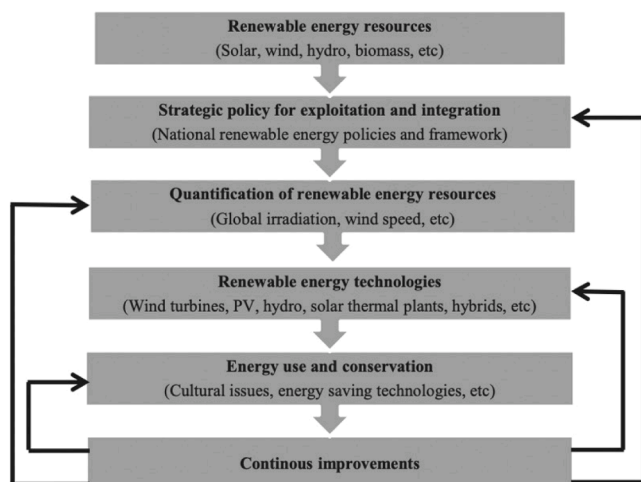 Renewable energy resources
(Solar, wind, hydro, biomass, etc)
Strategic policy for exploitation and integration
(National renewable energy policies and framework)
Quantification of renewable energy resources
(Global irradiation, wind speed, etc)
Renewable energy technologies
(Wind turbines, PV, hydro, solar thermal plants, hybrids, etc)
Energy use and conservation
(Cultural issues, energy saving technologies, etc)
Continous improvements